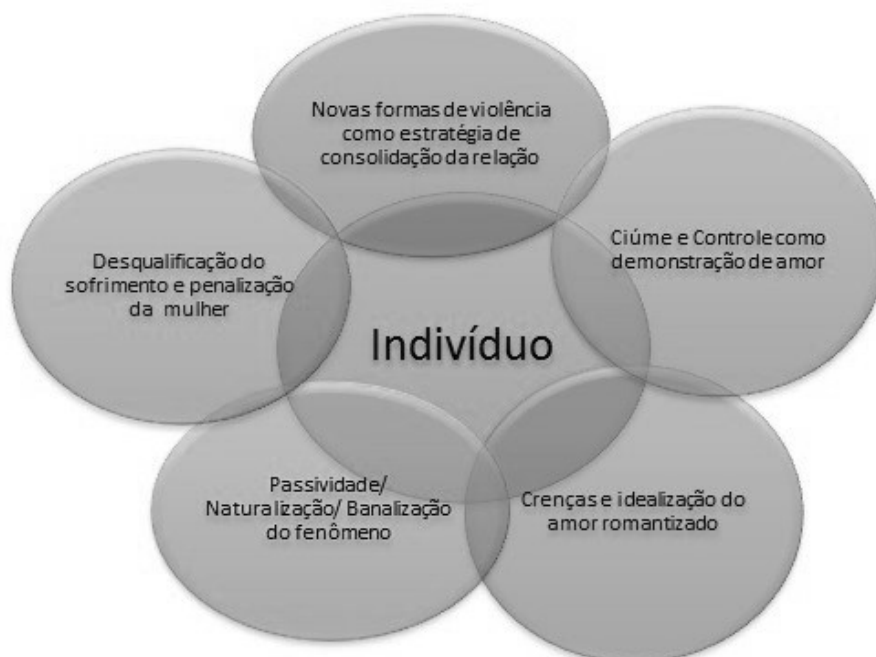 Novas formas de violência
como estratégia de
consolidação da relação
Ciúme e Controle como
demonstração de amor
Desqualificação do
sofrimento e penalização
da mulher
Indivíduo
Passividade/
Naturalização/ Banalização
do fenômeno
Crenças e idealização do
amor romantizado